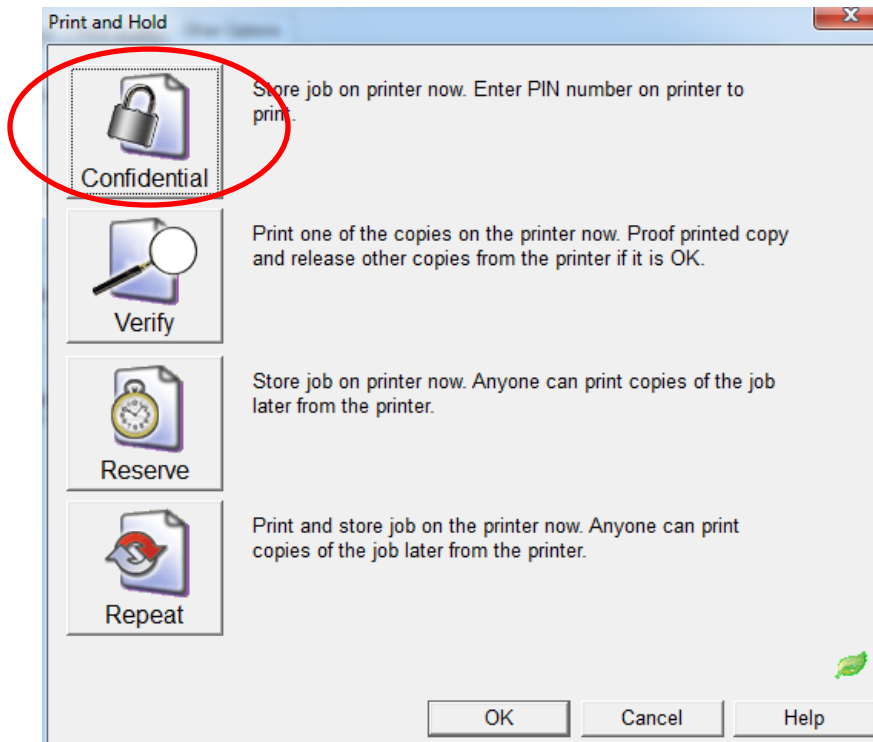 Print and Hold
Store job on printer now. Enter PIN number on printer to
print.
Confidential
Print one of the copies on the printer now. Proof printed copy
and release other copies from the printer if it is OK.
Verify
Store job on printer now. Anyone can print copies of the job
later from the printer.
Reserve
Print and store job on the printer now. Anyone can print
copies of the job later from the printer.
Repeat
OK
Cancel
Help